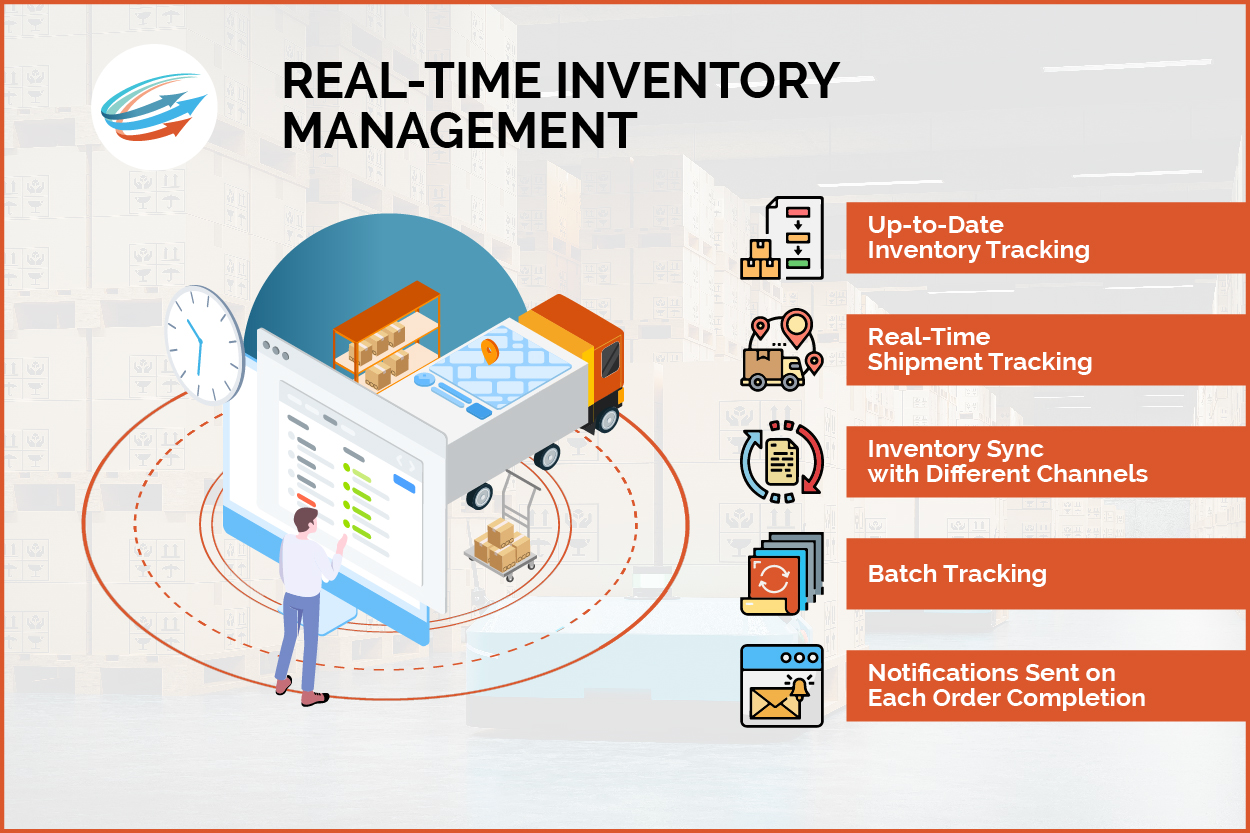 REAL-TIME INVENTORY
MANAGEMENT
Up-to-Date
Inventory Tracking
Real-Time
Shipment Tracking
Inventory Sync
with Different Channels
Batch Tracking
Notifications Sent on
Each Order Completion